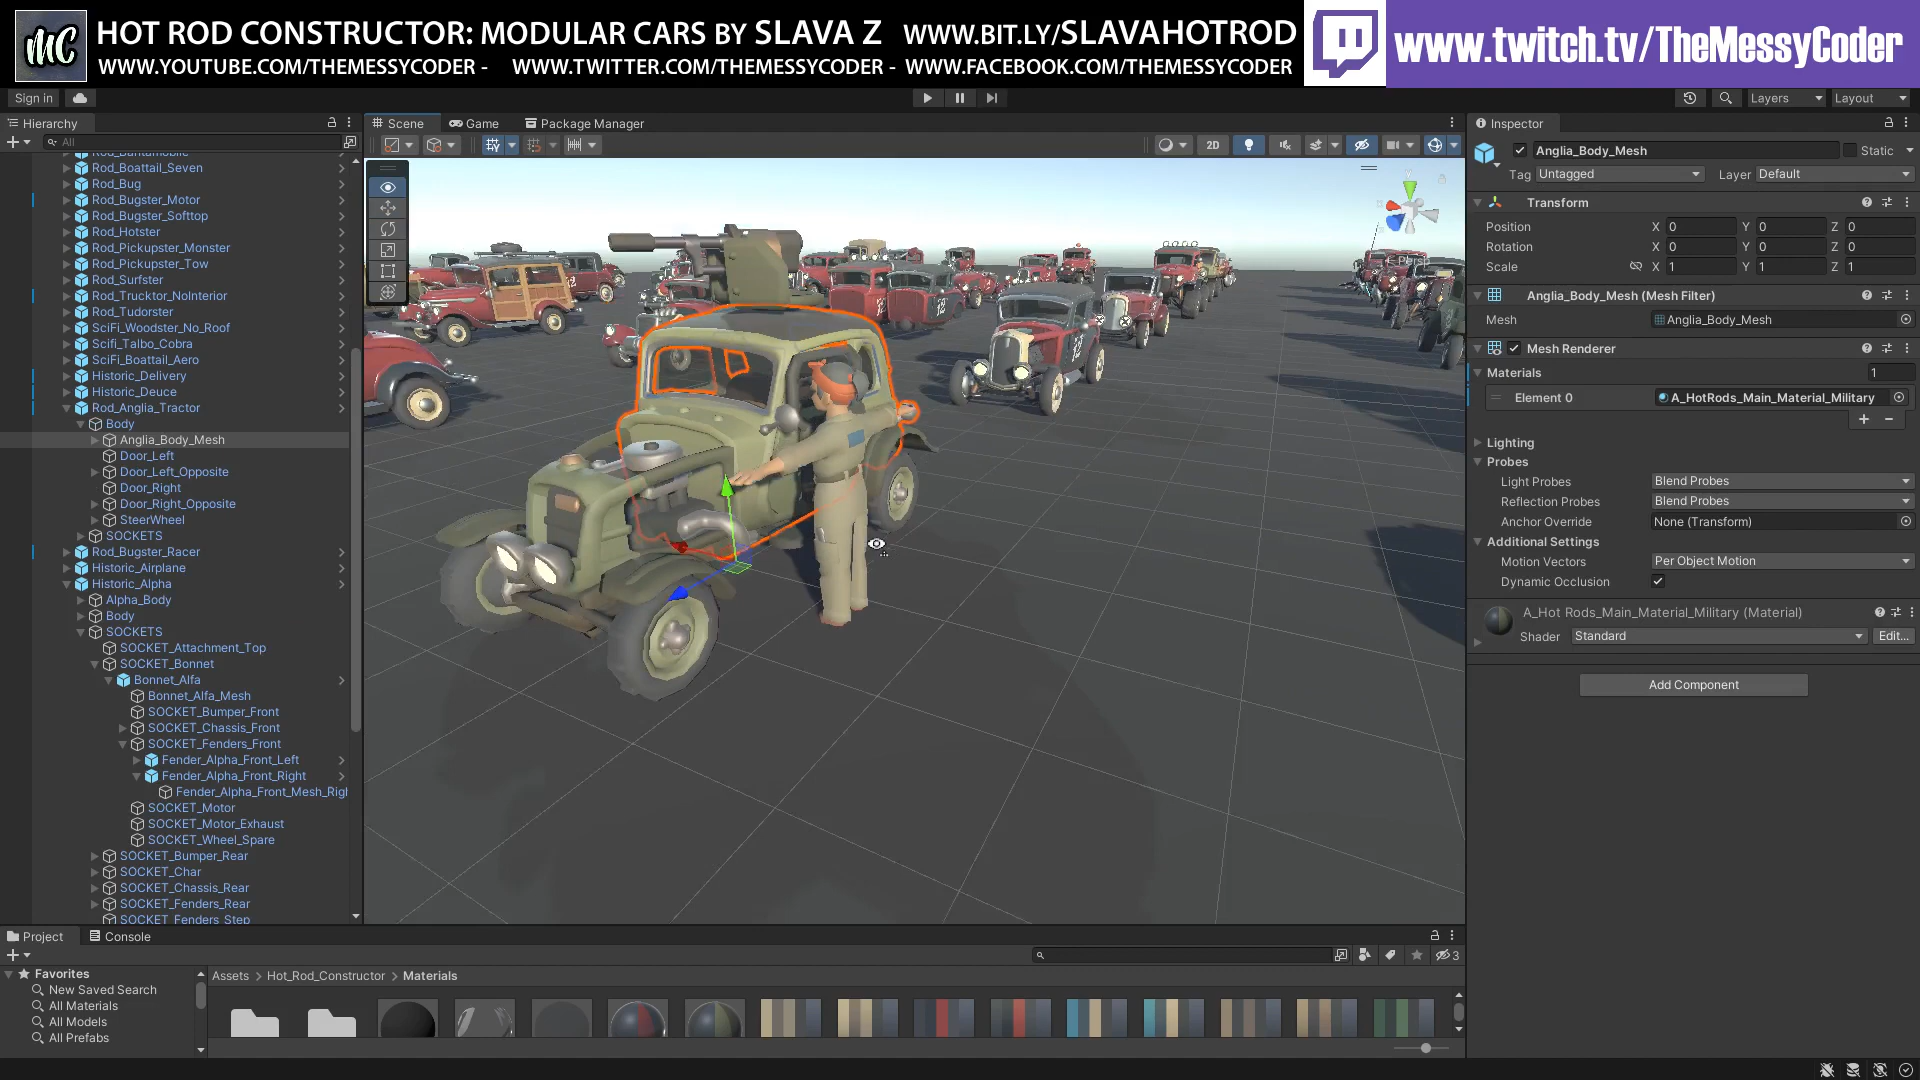 MC HOT ROD CONSTRUCTOR: MODULAR CARS BY SLAVA Z WWW.BIT.LY/SLAVAHOTROD
WWW.YOUTUBE.COM/THEMESSYCODER - WWW.TWITTER.COM/THEMESSYCODER - WWW.FACEBOOK.COM/THEMESSYCODER
www.twitch.tv/TheMessyCoder
Sign in
Layers
Layout
Hierarchy
All
Rod_Bantamobile
Rod_Boattail_Seven
Rod_Bug
Rod_Bugster_Motor
Rod_Bugster_Softtop
Rod_Hotster
Rod_Pickupster_Monster
Rod_Pickupster_Tow
Rod_Surfster
Rod_Trucktor_NoInterior
Rod_Tudorster
SciFi_Woodster_No_Roof
Scifi_Talbo_Cobra
SciFi_Boattail_Aero
Historic_Delivery
Historic_Deuce
Rod_Anglia_Tractor
Body
Anglia_Body_Mesh
Door_Left
Door_Left_Opposite
Door_Right
Door_Right_Opposite
SteerWheel
SOCKETS
Rod_Bugster_Racer
Historic_Airplane
Historic_Alpha
Alpha_Body
Body
SOCKETS
SOCKET_Attachment_Top
SOCKET_Bonnet
Bonnet_Alfa
Bonnet_Alfa_Mesh
SOCKET_Bumper_Front
SOCKET_Chassis_Front
SOCKET_Fenders_Front
Fender_Alpha_Front_Left
Fender_Alpha_Front_Right
Fender_Alpha_Front_Mesh_Righ
SOCKET_Motor
SOCKET_Motor_Exhaust
SOCKET_Wheel_Spare
SOCKET_Bumper_Rear
SOCKET_Char
SOCKET_Chassis_Rear
SOCKET_Fenders_Rear
SOCKET_Fenders_Step
Scene Game Package Manager
2D
Persp
Inspector
Anglia_Body_Mesh Static
Tag Untagged Layer Default
Transform
Position X 0 Y 0 Z 0
Rotation X 0 Y 0 Z 0
Scale X 1 Y 1 Z 1
Anglia_Body_Mesh (Mesh Filter)
Mesh Anglia_Body_Mesh
Mesh Renderer
Materials 1
Element 0 A_HotRods_Main_Material_Military
Lighting
Probes
Light Probes Blend Probes
Reflection Probes Blend Probes
Anchor Override None (Transform)
Additional Settings
Motion Vectors Per Object Motion
Dynamic Occlusion
A_Hot Rods_Main_Material_Military (Material)
Shader Standard Edit...
Add Component
Project Console
3
Favorites
New Saved Search
All Materials
All Models
All Prefabs
Assets > Hot_Rod_Constructor > Materials